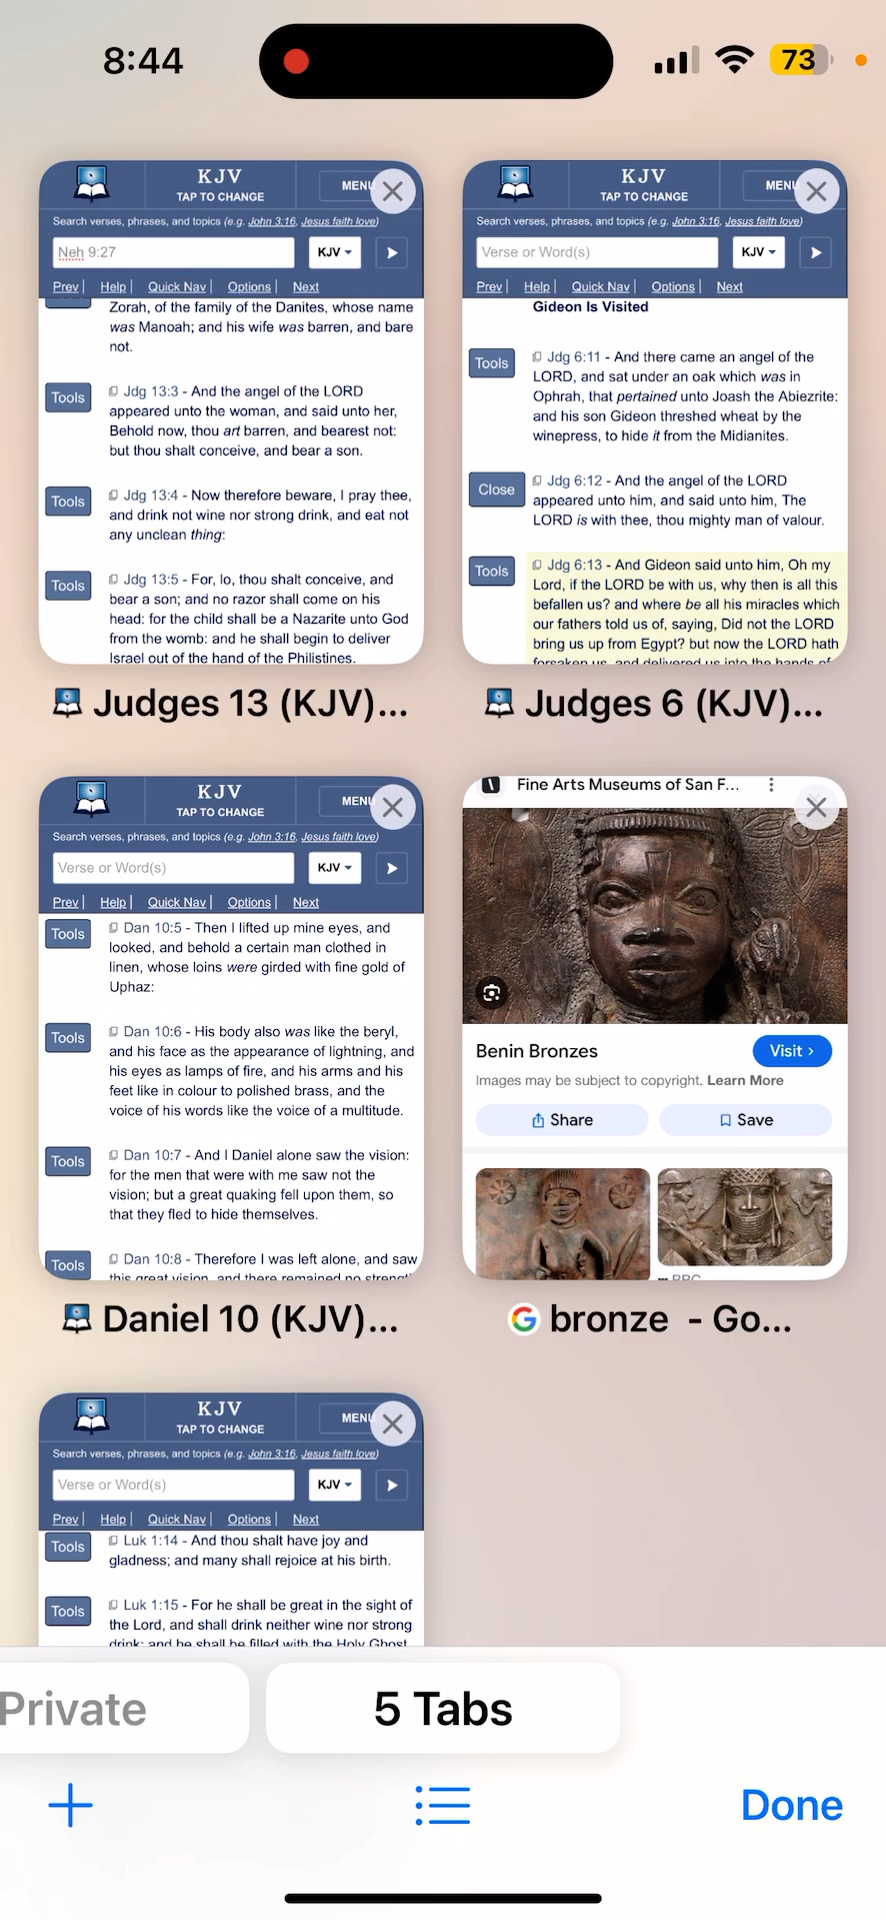 8:44
73
KJV
TAP TO CHANGE
MENU
Search verses, phrases, and topics (e.g. John 3:16, Jesus faith love)
Neh 9:27
KJV
Prev | Help | Quick Nav | Options | Next
Zorah, of the family of the Danites, whose name
was Manoah; and his wife was barren, and bare
not.
Tools
Jdg 13:3 - And the angel of the LORD
appeared unto the woman, and said unto her,
Behold now, thou art barren, and bearest not:
but thou shalt conceive, and bear a son.
Tools
Jdg 13:4 - Now therefore beware, I pray thee,
and drink not wine nor strong drink, and eat not
any unclean thing:
Tools
Jdg 13:5 - For, lo, thou shalt conceive, and
bear a son; and no razor shall come on his
head: for the child shall be a Nazarite unto God
from the womb: and he shall begin to deliver
Israel out of the hand of the Philistines.
Judges 13 (KJV)...
KJV
TAP TO CHANGE
MENU
Search verses, phrases, and topics (e.g. John 3:16, Jesus faith love)
Verse or Word(s)
KJV
Prev | Help | Quick Nav | Options | Next
Gideon Is Visited
Tools
Jdg 6:11 - And there came an angel of the
LORD, and sat under an oak which was in
Ophrah, that pertained unto Joash the Abiezrite:
and his son Gideon threshed wheat by the
winepress, to hide it from the Midianites.
Close
Jdg 6:12 - And the angel of the LORD
appeared unto him, and said unto him, The
LORD is with thee, thou mighty man of valour.
Tools
Jdg 6:13 - And Gideon said unto him, Oh my
Lord, if the LORD be with us, why then is all this
befallen us? and where be all his miracles which
our fathers told us of, saying, Did not the LORD
bring us up from Egypt? but now the LORD hath
forsaken us, and delivered us into the hands of
Judges 6 (KJV)...
KJV
TAP TO CHANGE
MENU
Search verses, phrases, and topics (e.g. John 3:16, Jesus faith love)
Verse or Word(s)
KJV
Prev | Help | Quick Nav | Options | Next
Tools
Dan 10:5 - Then I lifted up mine eyes, and
looked, and behold a certain man clothed in
linen, whose loins were girded with fine gold of
Uphaz:
Tools
Dan 10:6 - His body also was like the beryl,
and his face as the appearance of lightning, and
his eyes as lamps of fire, and his arms and his
feet like in colour to polished brass, and the
voice of his words like the voice of a multitude.
Tools
Dan 10:7 - And I Daniel alone saw the vision:
for the men that were with me saw not the
vision; but a great quaking fell upon them, so
that they fled to hide themselves.
Tools
Dan 10:8 - Therefore I was left alone, and saw
this great vision, and there remained no strength
Daniel 10 (KJV)...
Fine Arts Museums of San F...
Benin Bronzes
Visit >
Images may be subject to copyright. Learn More
Share
Save
BBC
bronze - Go...
KJV
TAP TO CHANGE
MENU
Search verses, phrases, and topics (e.g. John 3:16, Jesus faith love)
Verse or Word(s)
KJV
Prev | Help | Quick Nav | Options | Next
Tools
Luk 1:14 - And thou shalt have joy and
gladness; and many shall rejoice at his birth.
Tools
Luk 1:15 - For he shall be great in the sight of
the Lord, and shall drink neither wine nor strong
drink; and he shall be filled with the Holy Ghost,
Private
5 Tabs
Done